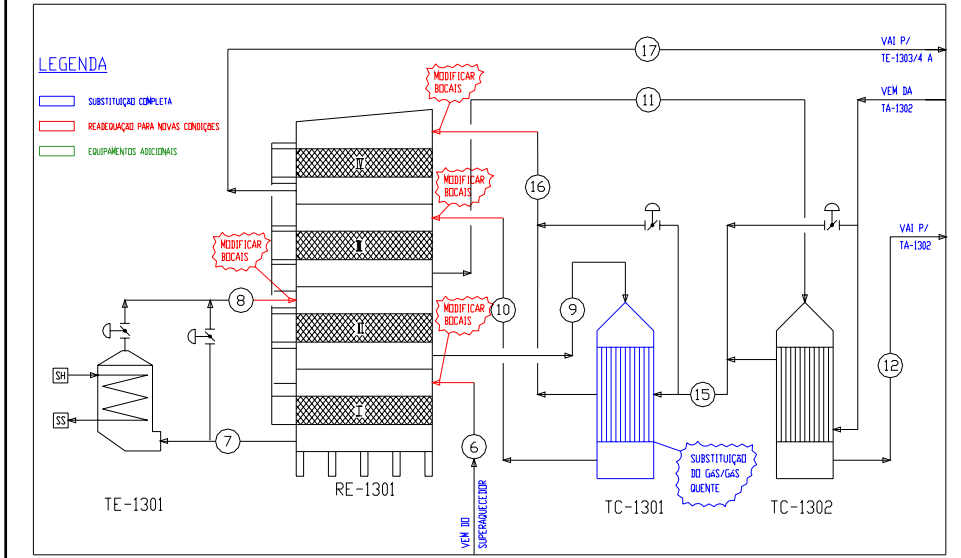 LEGENDA
SUBSTITUIÇÃO COMPLETA
READEQUAÇÃO PARA NOVAS CONDIÇÕES
EQUIPAMENTOS ADICIONAIS
17
VAI P/
TE-1303/4 A
MODIFICAR
BOCAIS
11
VEM DA
TA-1302
IV
MODIFICAR
BOCAIS
16
III
VAI P/
TA-1302
MODIFICAR
BOCAIS
8
MODIFICAR
BOCAIS
10
9
II
SH
SS
12
15
I
7
6
SUBSTITUIÇÃO
DO GÁS/GÁS
QUENTE
TE-1301
RE-1301
VEM DO
SUPERAQUECEDOR
TC-1301
TC-1302